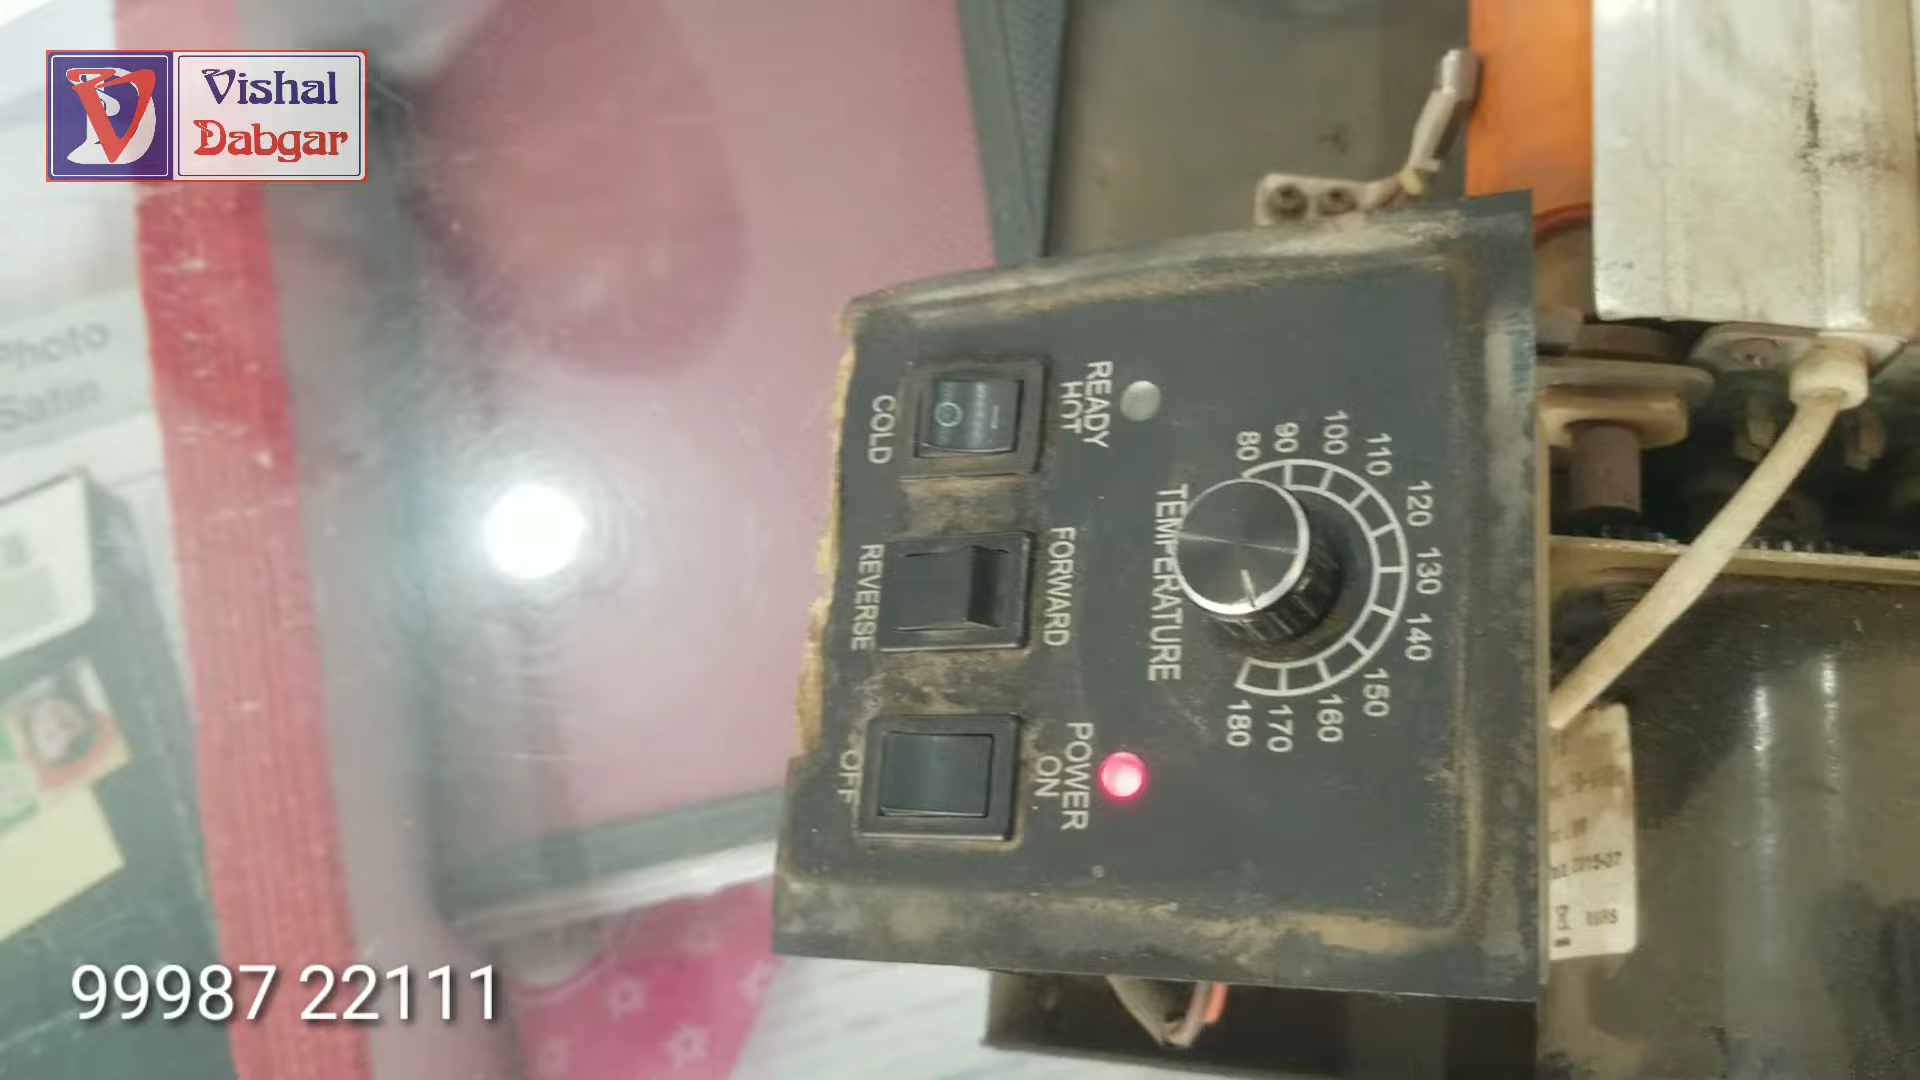 Vishal
Dabgar
Photo
Satin
READY
HOT
COLD
FORWARD
REVERSE
POWER
ON
OFF
TEMPERATURE
80
90
100
110
120
130
140
150
160
170
180
99987 22111